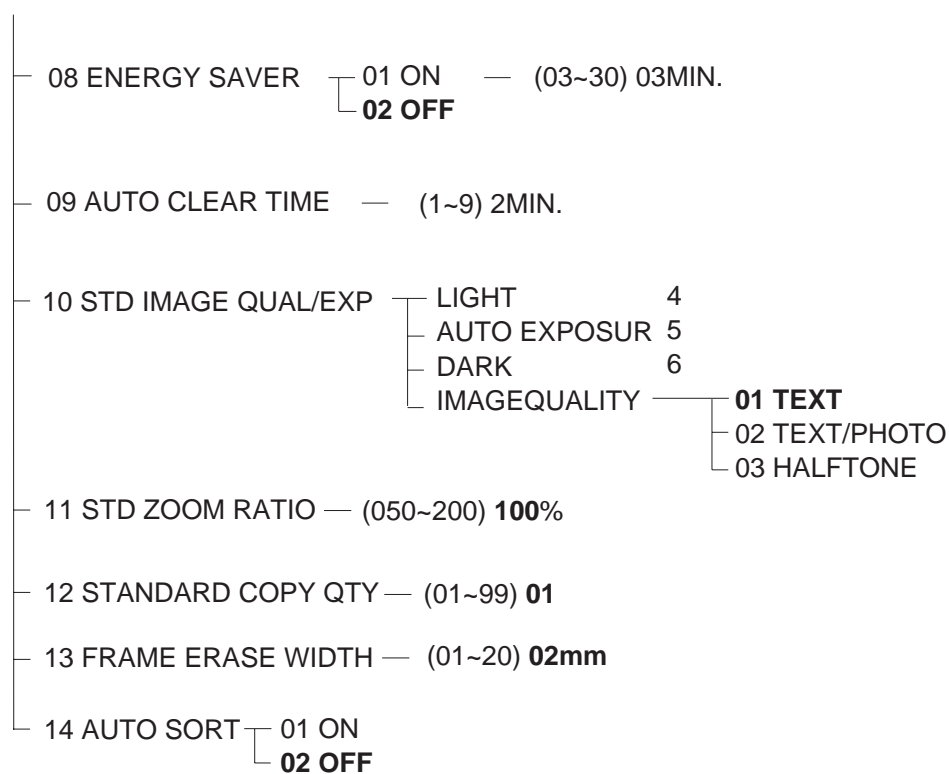 08 ENERGY SAVER 01 ON (03~30) 03MIN.
02 OFF
09 AUTO CLEAR TIME (1~9) 2MIN.
10 STD IMAGE QUAL/EXP LIGHT 4
AUTO EXPOSUR 5
DARK 6
IMAGEQUALITY 01 TEXT
02 TEXT/PHOTO
03 HALFTONE
11 STD ZOOM RATIO (050~200) 100%
12 STANDARD COPY QTY (01~99) 01
13 FRAME ERASE WIDTH (01~20) 02mm
14 AUTO SORT 01 ON
02 OFF